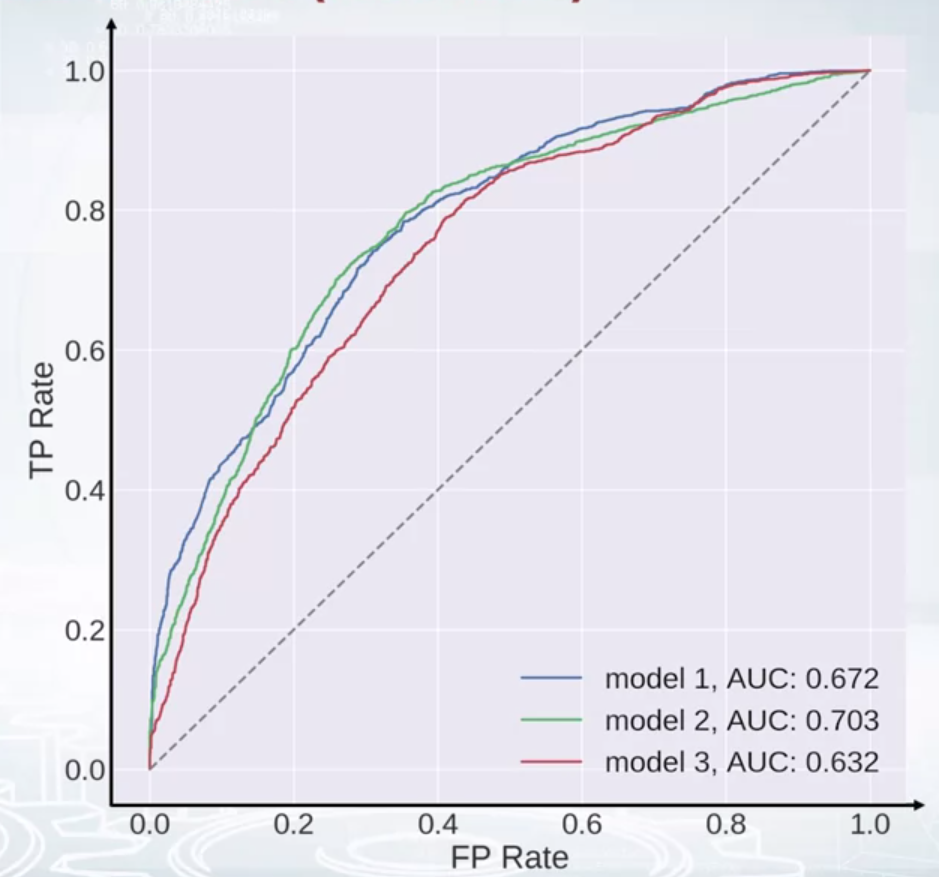 1.0
0.8
0.6
0.4
0.2
0.0
TP Rate
model 1, AUC: 0.672
model 2, AUC: 0.703
model 3, AUC: 0.632
0.0 0.2 0.4 0.6 0.8 1.0
FP Rate